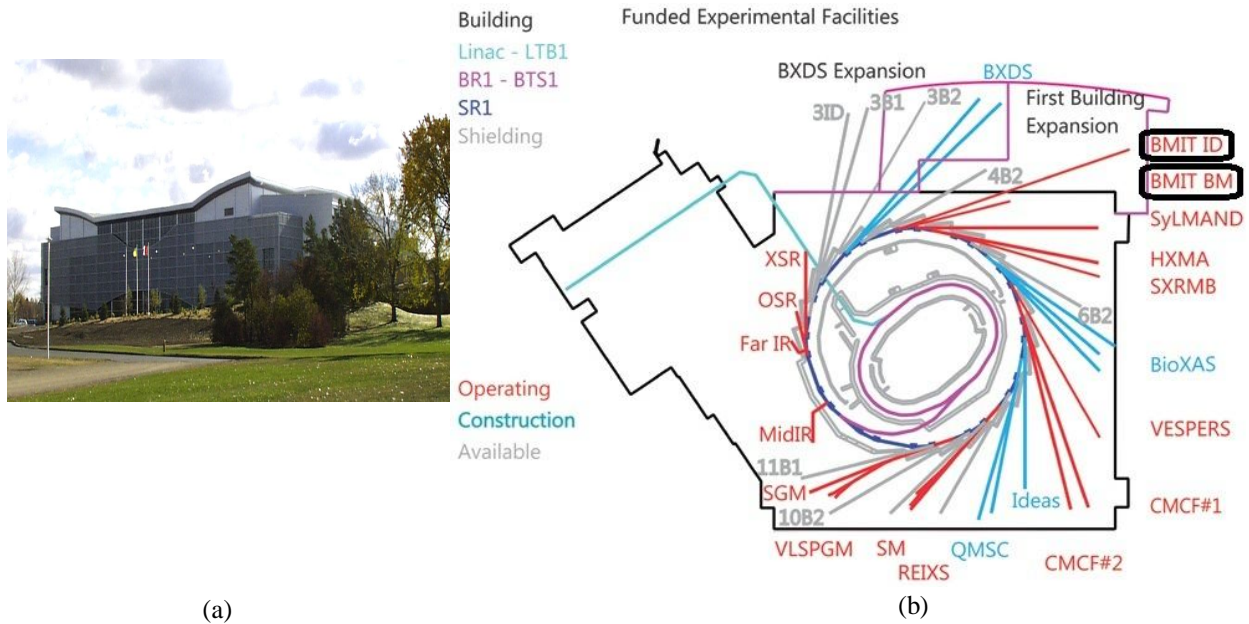 Building
Funded Experimental Facilities
Linac - LTB1
BR1 - BTS1
SR1
Shielding
BXDS Expansion
BXDS
3ID
3B1
3B2
First Building
Expansion
BMIT ID
4B2
BMIT BM
SyLMAND
XSR
HXMA
SXRMB
OSR
6B2
Far IR
BioXAS
Operating
Construction
Available
MidIR
VESPERS
11B1
SGM
Ideas
CMCF#1
10B2
VLSPGM
SM
QMSC
REIXS
CMCF#2
(a)
(b)